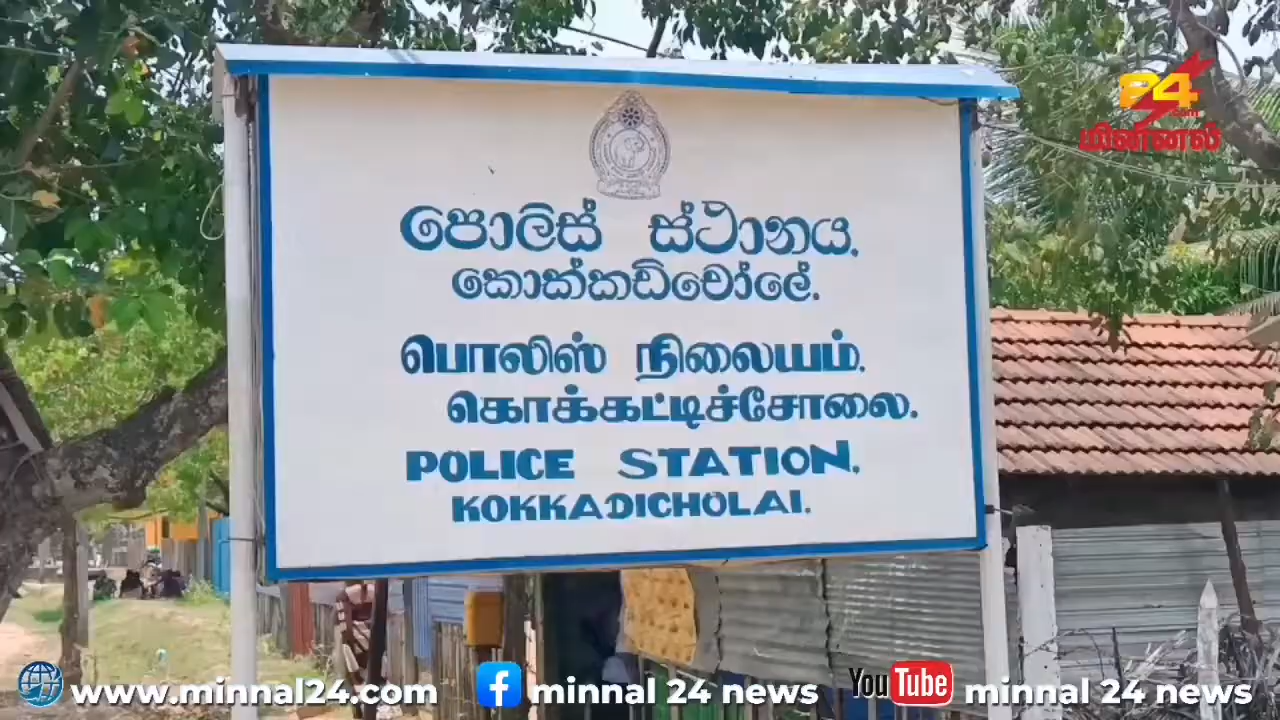 24
.com
மின்னல்
පොලිස් ස්ථානය.
කොක්කඩිචෝලේ.
பொலிஸ் நிலையம்.
கொக்கட்டிச்சோலை.
POLICE STATION.
KOKKADICHOLAI.
www.minnal24.com
minnal 24 news
YouTube
minnal 24 news